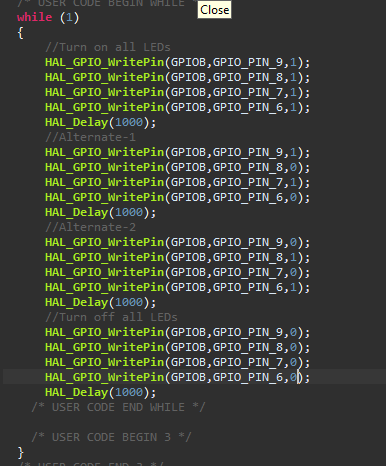 /* USER CODE BEGIN WHILE *
Close
while (1)
{
//Turn on all LEDs
HAL_GPIO_WritePin(GPIOB,GPIO_PIN_9,1);
HAL_GPIO_WritePin(GPIOB,GPIO_PIN_8,1);
HAL_GPIO_WritePin(GPIOB,GPIO_PIN_7,1);
HAL_GPIO_WritePin(GPIOB,GPIO_PIN_6,1);
HAL_Delay(1000);
//Alternate-1
HAL_GPIO_WritePin(GPIOB,GPIO_PIN_9,1);
HAL_GPIO_WritePin(GPIOB,GPIO_PIN_8,0);
HAL_GPIO_WritePin(GPIOB,GPIO_PIN_7,1);
HAL_GPIO_WritePin(GPIOB,GPIO_PIN_6,0);
HAL_Delay(1000);
//Alternate-2
HAL_GPIO_WritePin(GPIOB,GPIO_PIN_9,0);
HAL_GPIO_WritePin(GPIOB,GPIO_PIN_8,1);
HAL_GPIO_WritePin(GPIOB,GPIO_PIN_7,0);
HAL_GPIO_WritePin(GPIOB,GPIO_PIN_6,1);
HAL_Delay(1000);
//Turn off all LEDs
HAL_GPIO_WritePin(GPIOB,GPIO_PIN_9,0);
HAL_GPIO_WritePin(GPIOB,GPIO_PIN_8,0);
HAL_GPIO_WritePin(GPIOB,GPIO_PIN_7,0);
HAL_GPIO_WritePin(GPIOB,GPIO_PIN_6,0);
HAL_Delay(1000);
/* USER CODE END WHILE */
/* USER CODE BEGIN 3 */
}
/* USER CODE END 3 */